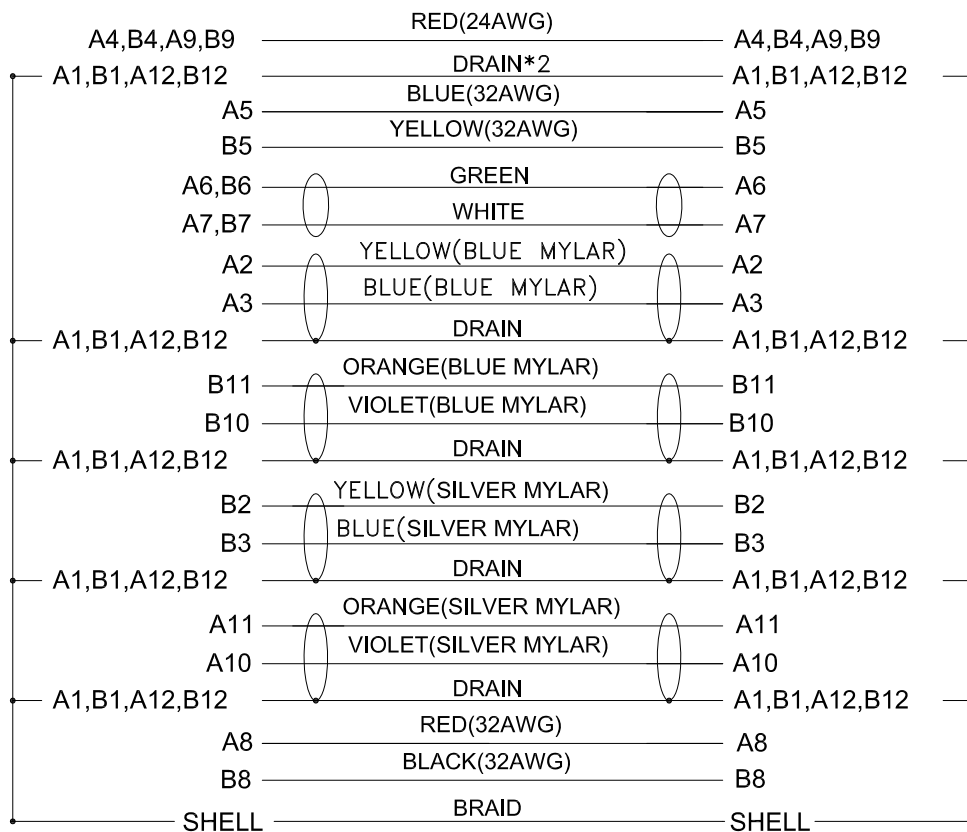 A4,B4,A9,B9 RED(24AWG) A4,B4,A9,B9
A1,B1,A12,B12 DRAIN*2 A1,B1,A12,B12
A5 BLUE(32AWG) A5
B5 YELLOW(32AWG) B5
A6,B6 GREEN A6
A7,B7 WHITE A7
A2 YELLOW(BLUE MYLAR) A2
A3 BLUE(BLUE MYLAR) A3
A1,B1,A12,B12 DRAIN A1,B1,A12,B12
B11 ORANGE(BLUE MYLAR) B11
B10 VIOLET(BLUE MYLAR) B10
A1,B1,A12,B12 DRAIN A1,B1,A12,B12
B2 YELLOW(SILVER MYLAR) B2
B3 BLUE(SILVER MYLAR) B3
A1,B1,A12,B12 DRAIN A1,B1,A12,B12
A11 ORANGE(SILVER MYLAR) A11
A10 VIOLET(SILVER MYLAR) A10
A1,B1,A12,B12 DRAIN A1,B1,A12,B12
A8 RED(32AWG) A8
B8 BLACK(32AWG) B8
SHELL BRAID SHELL